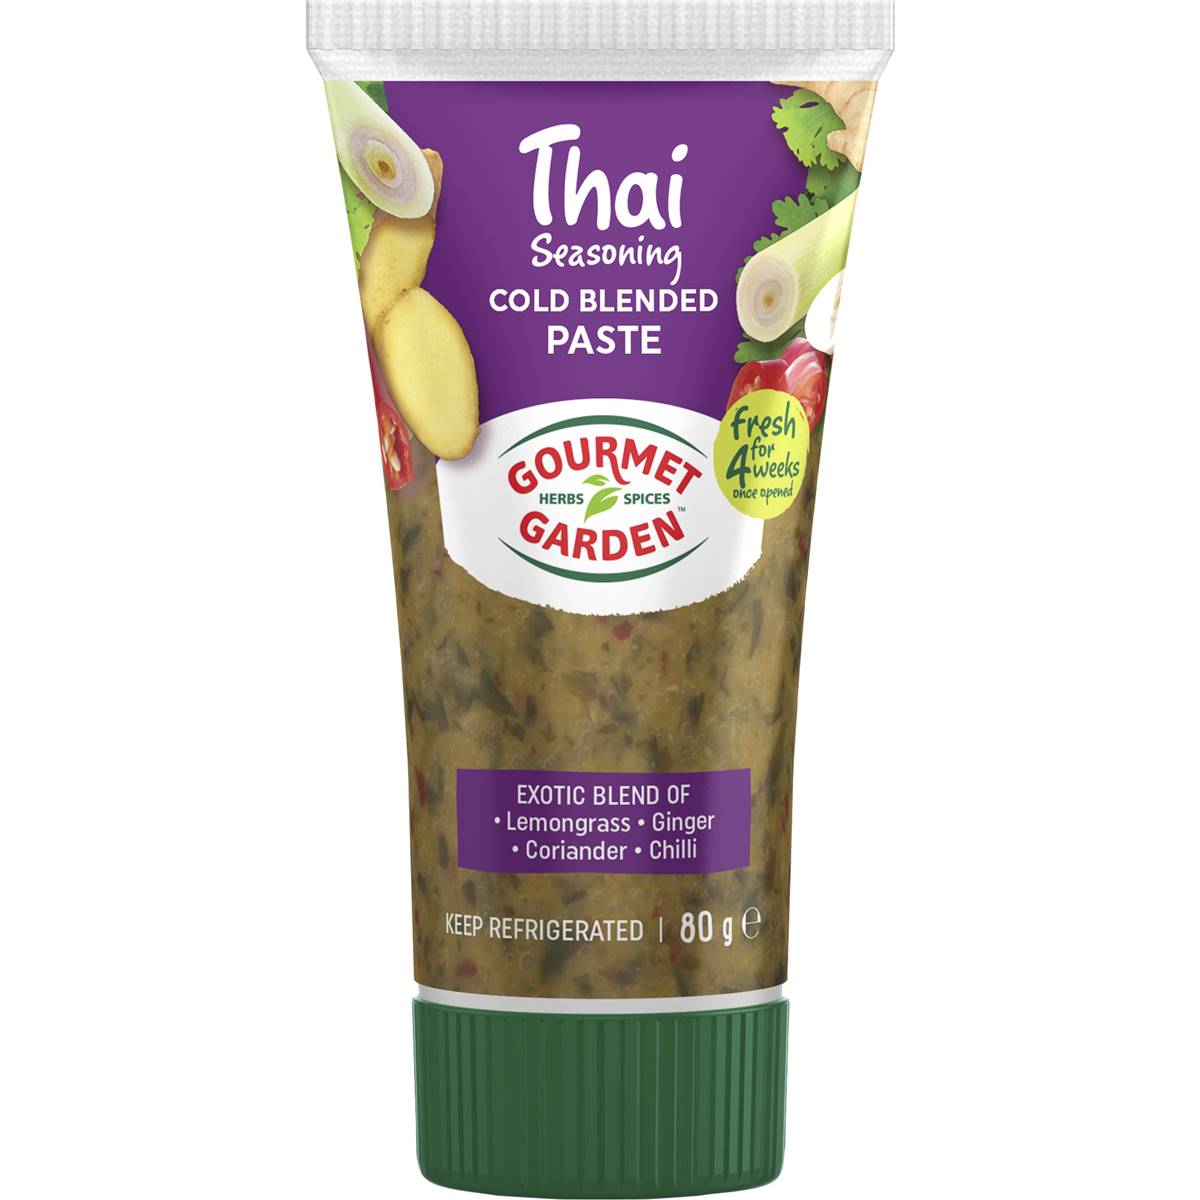 Thai
Seasoning
COLD BLENDED
PASTE
fresh
for
4 weeks
once opened
GOURMET
HERBS SPICES
GARDEN™
EXOTIC BLEND OF
• Lemongrass • Ginger
• Coriander • Chilli
KEEP REFRIGERATED | 80 g ℮